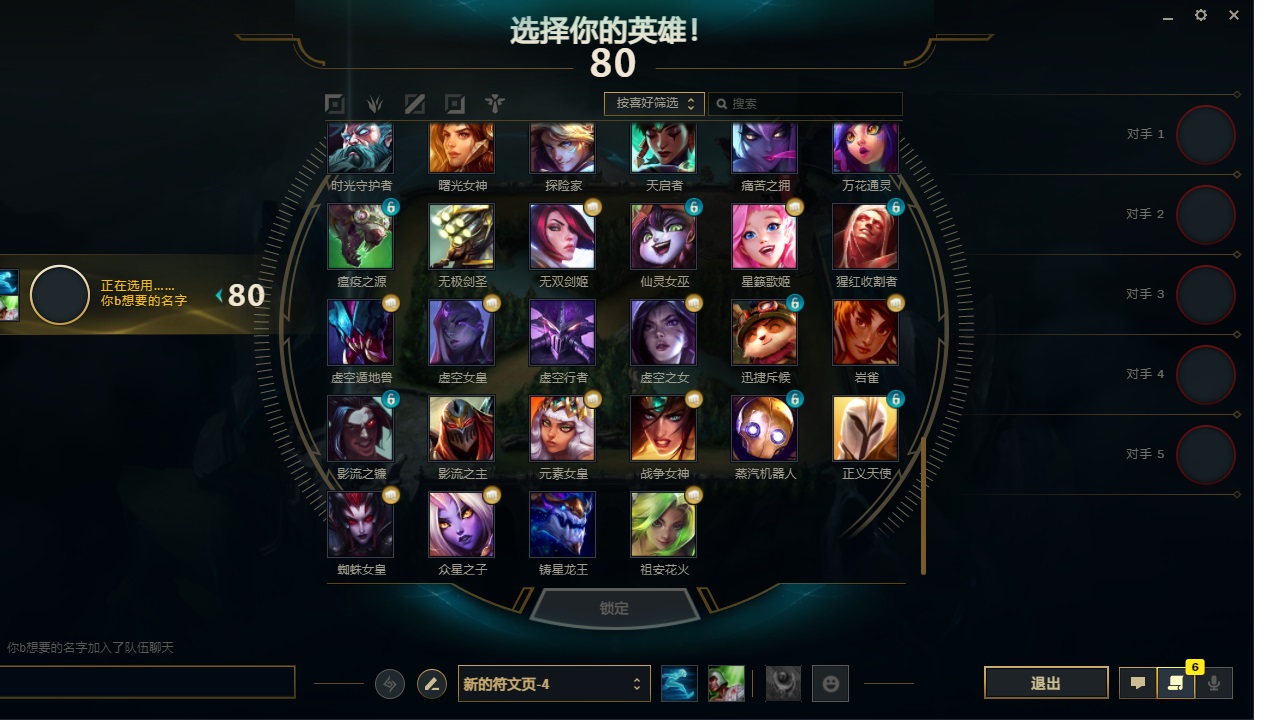 选择你的英雄！
80
按喜好筛选
搜索
时光守护者
曙光女神
探险家
天启者
痛苦之拥
万花通灵
6
6
6
瘟疫之源
无极剑圣
无双剑姬
仙灵女巫
星籁歌姬
猩红收割者
6
虚空遁地兽
虚空女皇
虚空行者
虚空之女
迅捷斥候
岩雀
6
6
6
影流之镰
影流之主
元素女皇
战争女神
蒸汽机器人
正义天使
蜘蛛女皇
众星之子
铸星龙王
祖安花火
锁定
正在选用……
你b想要的名字
80
对手 1
对手 2
对手 3
对手 4
对手 5
你b想要的名字加入了队伍聊天
新的符文页-4
退出
6